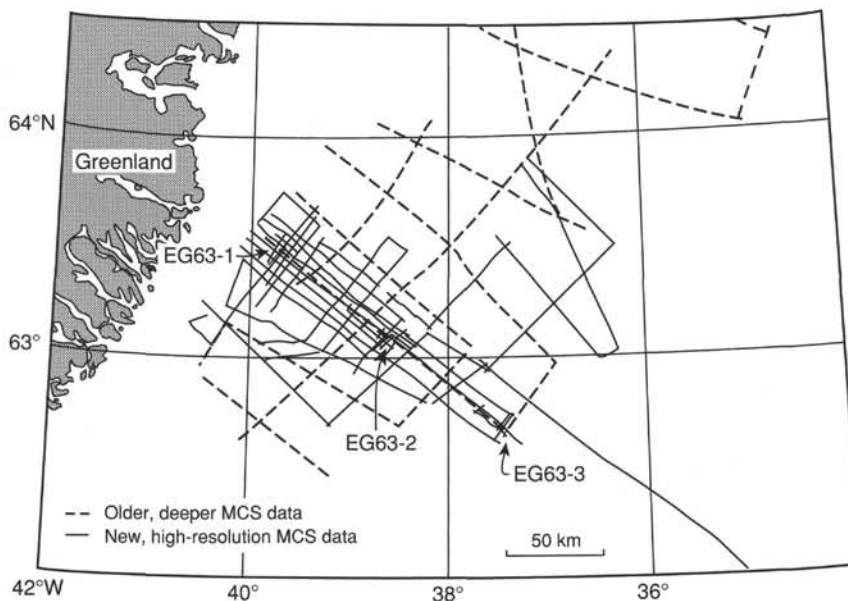 64°N
Greenland
EG63-1
63°
EG63-2
EG63-3
Older, deeper MCS data
New, high-resolution MCS data
50 km
42°W
40°
38°
36°